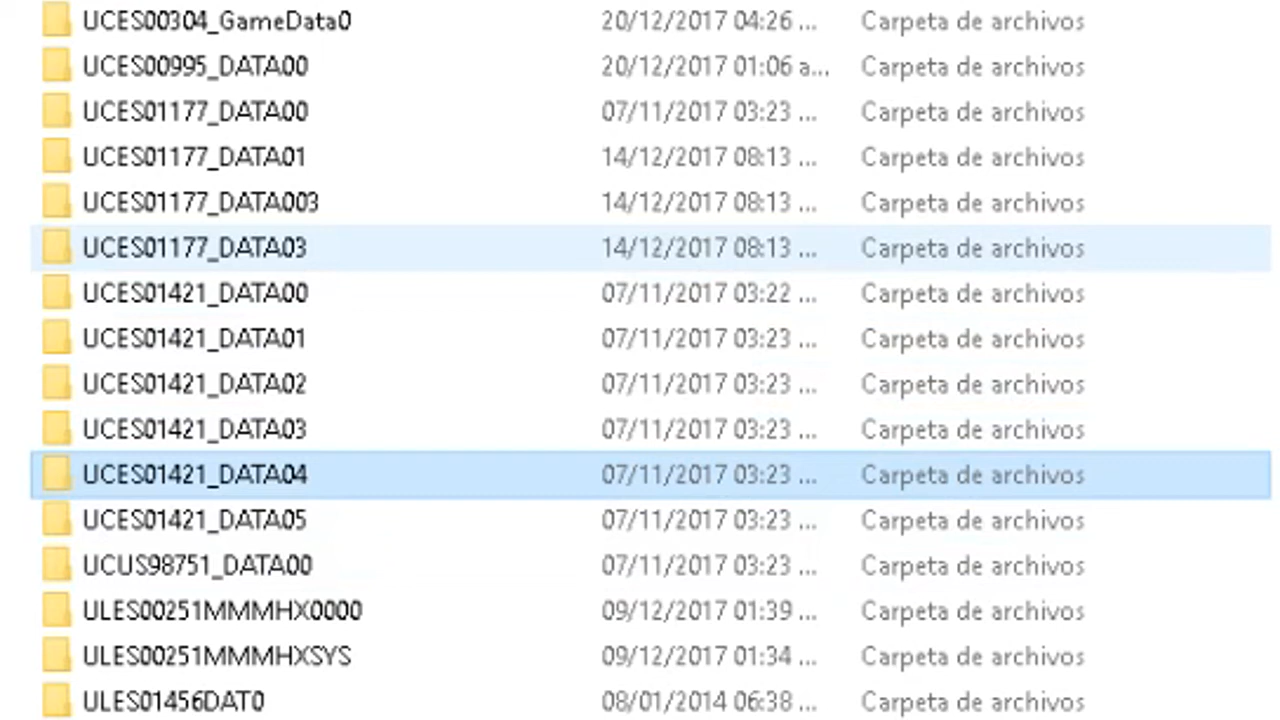 UCES00304_GameData0 20/12/2017 04:26 ... Carpeta de archivos
UCES00995_DATA00 20/12/2017 01:06 a... Carpeta de archivos
UCES01177_DATA00 07/11/2017 03:23 ... Carpeta de archivos
UCES01177_DATA01 14/12/2017 08:13 ... Carpeta de archivos
UCES01177_DATA003 14/12/2017 08:13 ... Carpeta de archivos
UCES01177_DATA03 14/12/2017 08:13 ... Carpeta de archivos
UCES01421_DATA00 07/11/2017 03:22 ... Carpeta de archivos
UCES01421_DATA01 07/11/2017 03:23 ... Carpeta de archivos
UCES01421_DATA02 07/11/2017 03:23 ... Carpeta de archivos
UCES01421_DATA03 07/11/2017 03:23 ... Carpeta de archivos
UCES01421_DATA04 07/11/2017 03:23 ... Carpeta de archivos
UCES01421_DATA05 07/11/2017 03:23 ... Carpeta de archivos
UCUS98751_DATA00 07/11/2017 03:23 ... Carpeta de archivos
ULES00251MMMHX0000 09/12/2017 01:39 ... Carpeta de archivos
ULES00251MMMHXSYS 09/12/2017 01:34 ... Carpeta de archivos
ULES01456DAT0 08/01/2014 06:38 ... Carpeta de archivos